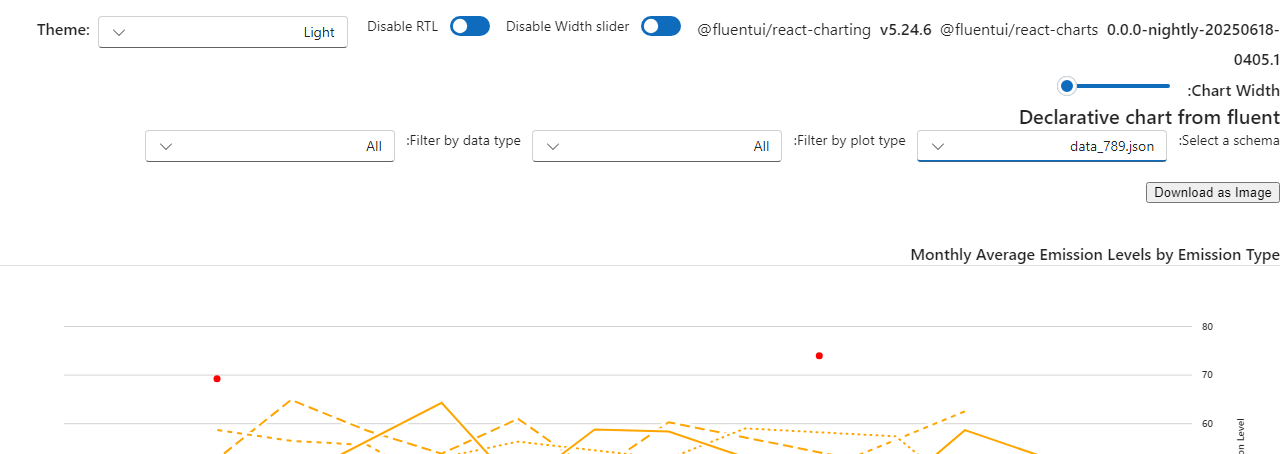 Theme:
Light
Disable RTL
Disable Width slider
@fluentui/react-charting v5.24.6 @fluentui/react-charts 0.0.0-nightly-20250618-
0405.1
:Chart Width
Declarative chart from fluent
:Select a schema
data_789.json
:Filter by plot type
All
:Filter by data type
All
Download as Image
Monthly Average Emission Levels by Emission Type
80
70
60
Level